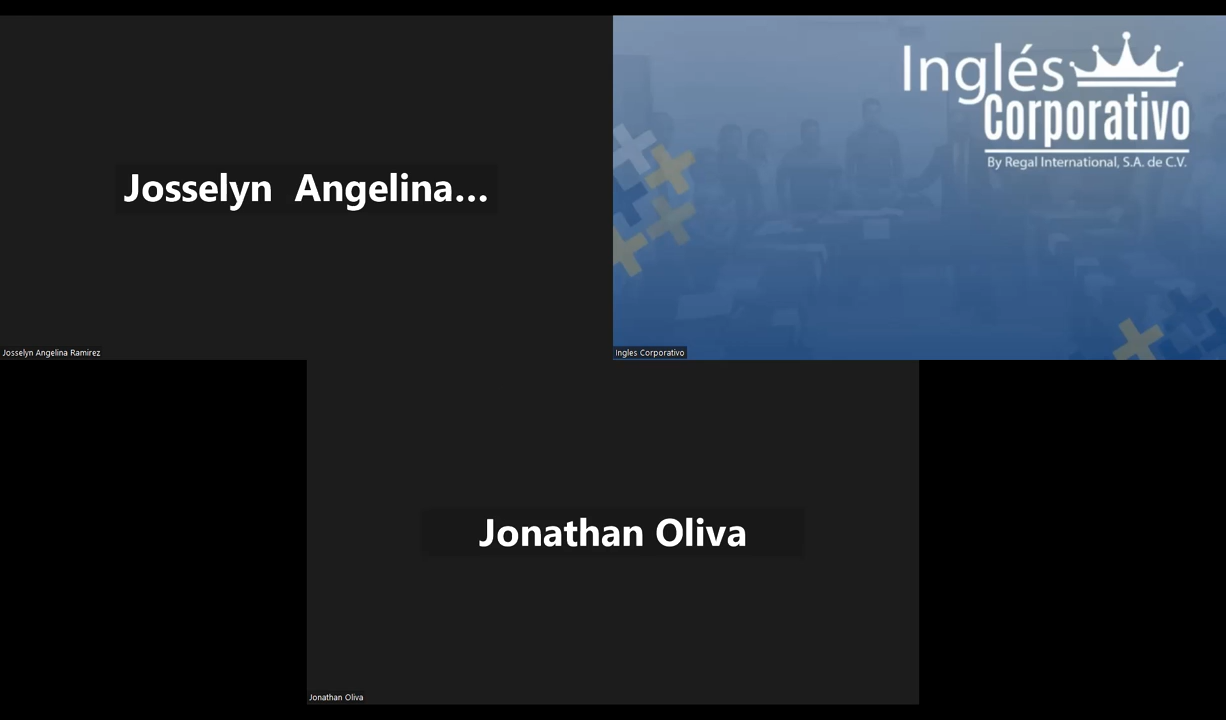 Josselyn  Angelina...
Josselyn Angelina Ramirez
Inglés
Corporativo
By Regal International, S.A. de C.V.
Ingles Corporativo
Jonathan Oliva
Jonathan Oliva